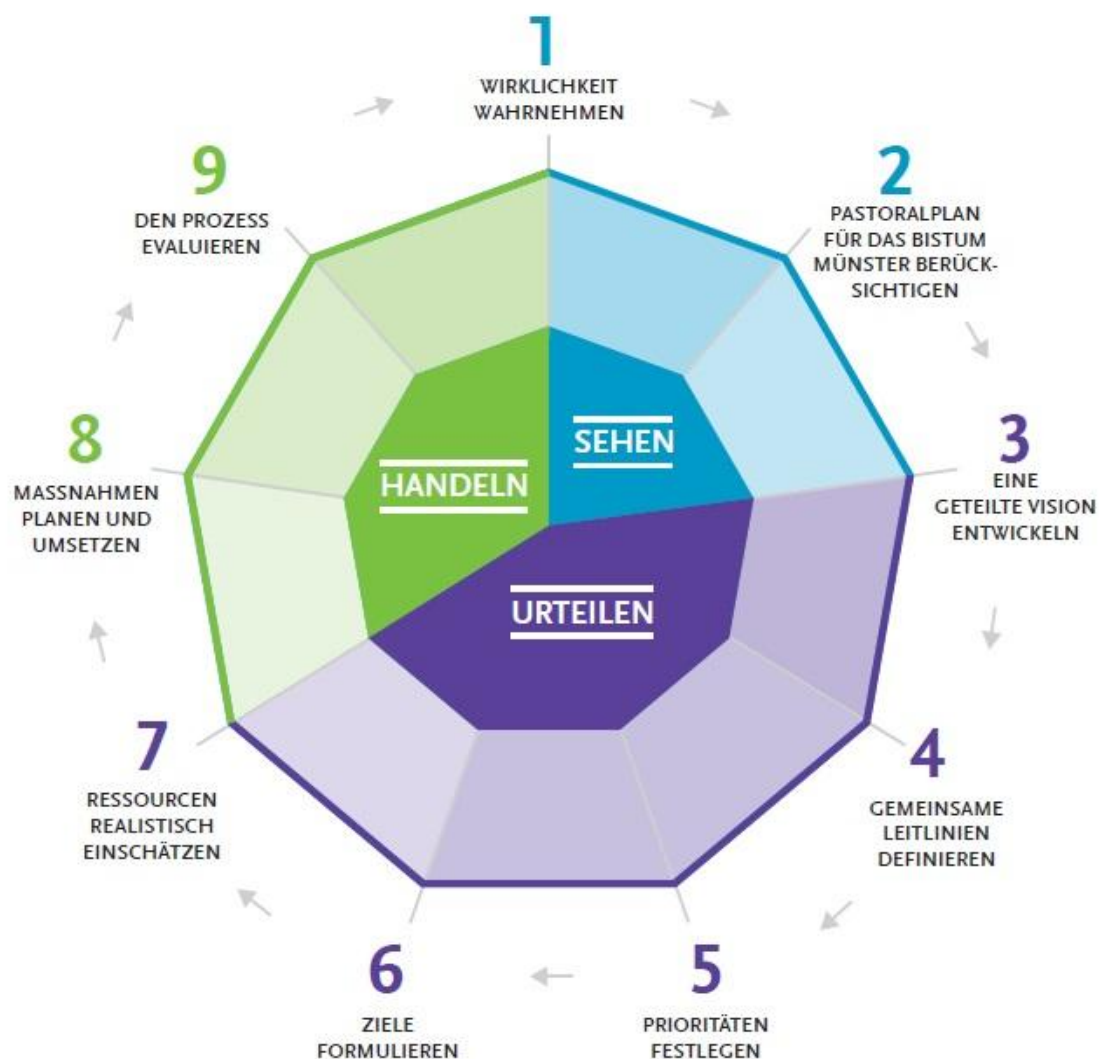 1
WIRKLICHKEIT
WAHRNEHMEN
2
PASTORALPLAN
FÜR DAS BISTUM
MÜNSTER BERÜCK-
SICHTIGEN
3
EINE
GETEILTE VISION
ENTWICKELN
4
GEMEINSAME
LEITLINIEN
DEFINIEREN
5
PRIORITÄTEN
FESTLEGEN
6
ZIELE
FORMULIEREN
7
RESSOURCEN
REALISTISCH
EINSCHÄTZEN
8
MASSNAHMEN
PLANEN UND
UMSETZEN
9
DEN PROZESS
EVALUIEREN
SEHEN
URTEILEN
HANDELN